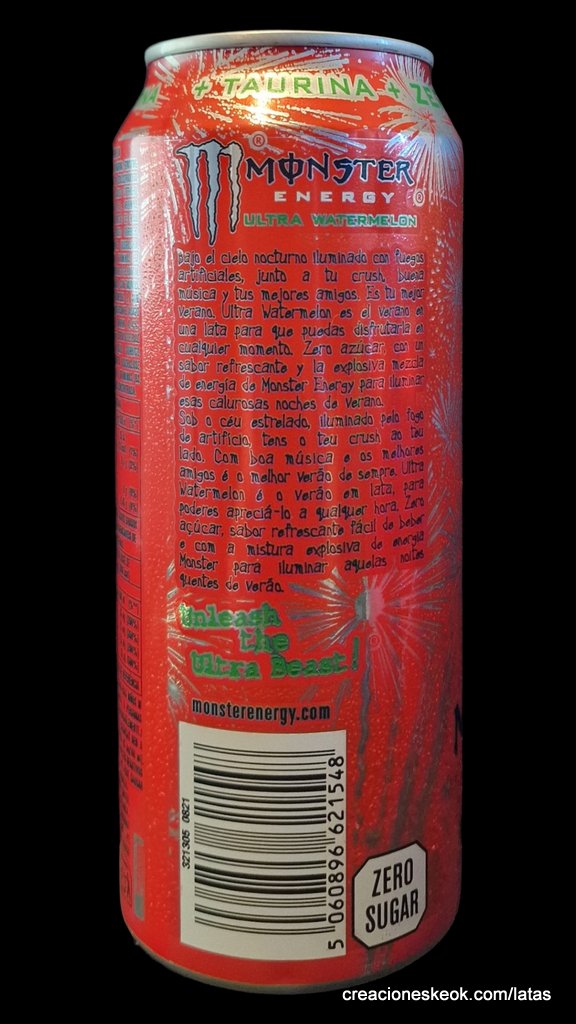 + TAURINA + ZE
MONSTER
ENERGY
ULTRA WATERMELON
Bajo el cielo nocturno iluminado con fuegos
artificiales, junto a tu crush, buena
música y tus mejores amigos. Es tu mejor
verano. Ultra Watermelon es el verano en
una lata para que puedas disfrutarla en
cualquier momento. Zero azúcar, con un
sabor refrescante y la explosiva mezcla
de energía de Monster Energy para iluminar
esas calurosas noches de verano.
Sob o céu estrelado, iluminado pelo fogo
de artifício, tens o teu crush ao teu
lado. Com boa música e os melhores
amigos é o melhor verão de sempre. Ultra
Watermelon é o verão em lata, para
poderes apreciá-lo a qualquer hora. Zero
açúcar, sabor refrescante fácil de beber
e com a mistura explosiva de energia
Monster para iluminar aquelas noites
quentes de verão.
Unleash
the
Ultra Beast!
monsterenergy.com
321305 0821
5 060896 621548
ZERO
SUGAR
creacioneskeok.com/latas